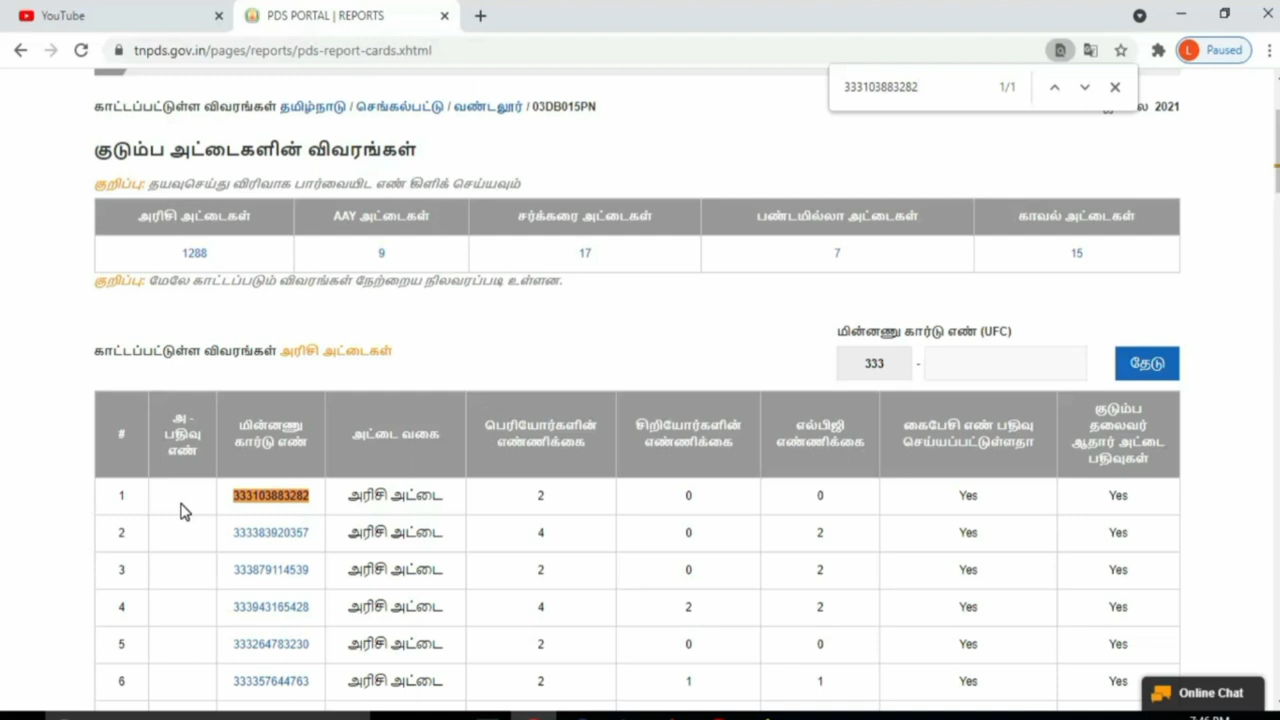 YouTube
PDS PORTAL | REPORTS
tnpds.gov.in/pages/reports/pds-report-cards.xhtml
L Paused
333103883282 1/1
காட்டப்பட்டுள்ள விவரங்கள் தமிழ்நாடு / செங்கல்பட்டு / வண்டலூர் / 03DB015PN
2021
குடும்ப அட்டைகளின் விவரங்கள்
குறிப்பு: தயவுசெய்து விரிவாக பார்வையிட எண் கிளிக் செய்யவும்
அரிசி அட்டைகள் AAY அட்டைகள் சர்க்கரை அட்டைகள் பண்டமில்லா அட்டைகள் காவல் அட்டைகள்
1288 9 17 7 15
குறிப்பு: மேலே காட்டப்படும் விவரங்கள் நேற்றைய நிலவரப்படி உள்ளன.
மின்னணு கார்டு எண் (UFC)
காட்டப்பட்டுள்ள விவரங்கள் அரிசி அட்டைகள்
333 - தேடு
# அ - பதிவு எண் மின்னணு கார்டு எண் அட்டை வகை பெரியோர்களின் எண்ணிக்கை சிறியோர்களின் எண்ணிக்கை எல்பிஜி எண்ணிக்கை கைபேசி எண் பதிவு செய்யப்பட்டுள்ளதா குடும்ப தலைவர் ஆதார் அட்டை பதிவுகள்
1 333103883282 அரிசி அட்டை 2 0 0 Yes Yes
2 333383920357 அரிசி அட்டை 4 0 2 Yes Yes
3 333879114539 அரிசி அட்டை 2 0 2 Yes Yes
4 333943165428 அரிசி அட்டை 4 2 2 Yes Yes
5 333264783230 அரிசி அட்டை 2 0 0 Yes Yes
6 333357644763 அரிசி அட்டை 2 1 1 Yes Yes
Online Chat